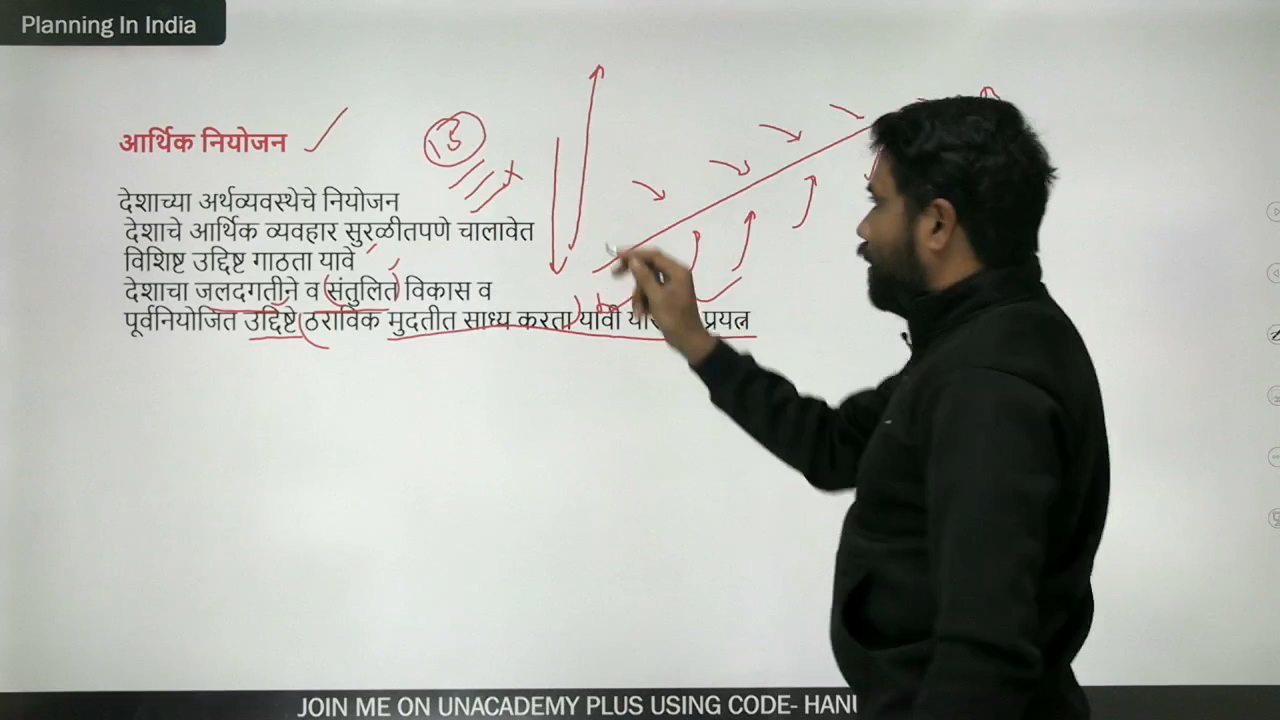 Planning In India
आर्थिक नियोजन
13
देशाच्या अर्थव्यवस्थेचे नियोजन
देशाचे आर्थिक व्यवहार सुरळीतपणे चालावेत
विशिष्ट उद्दिष्ट गाठता यावे
देशाचा जलदगतीने व संतुलित विकास व
पूर्वनियोजित उद्दिष्टे ठराविक मुदतीत साध्य करता यावी प्रयत्न
JOIN ME ON UNACADEMY PLUS USING CODE-